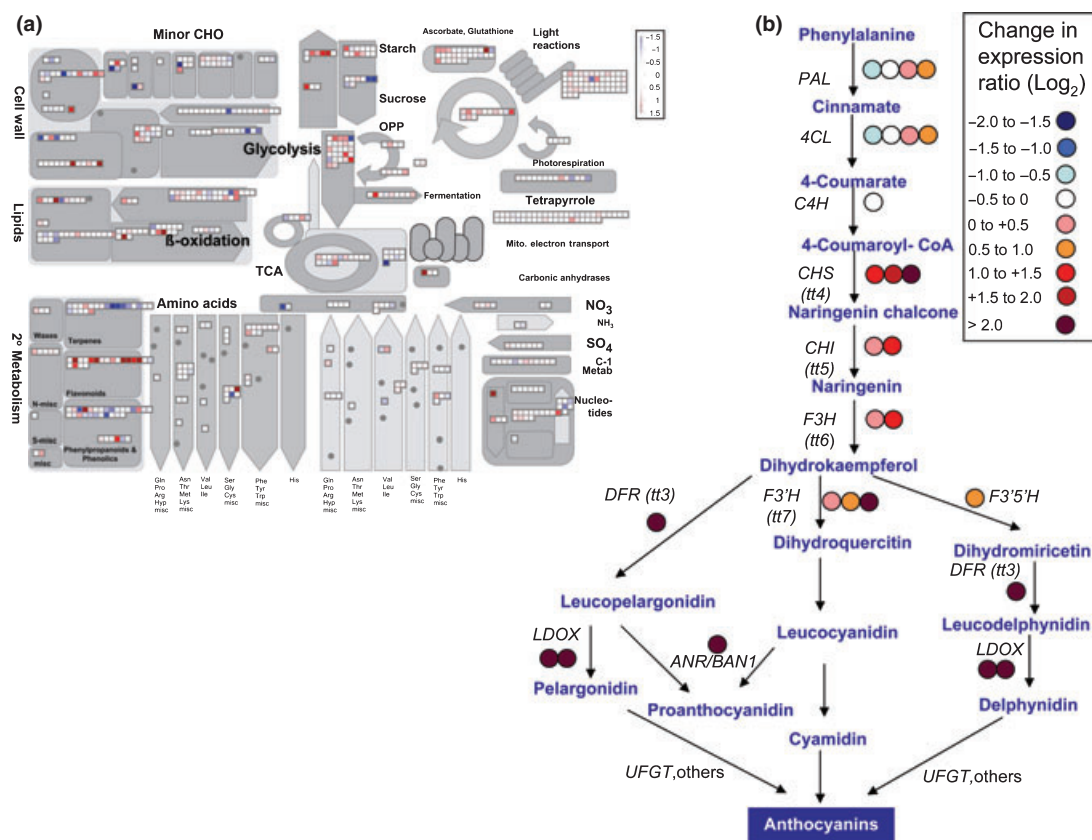 (a)
Minor CHO
Cell wall
Lipids
2° Metabolism
Starch
Sucrose
Ascorbate, Glutathione
Light
reactions
-1.5
-1
-0.5
0
0.5
1
1.5
OPP
Glycolysis
Photorespiration
Fermentation
Tetrapyrrole
ß-oxidation
Mito. electron transport
TCA
Carbonic anhydrases
Amino acids
NO3
NH3
SO4
C-1
Metab
Nucleo-
tides
Waxes
Terpenes
Flavonoids
N-misc
S-misc
Phenylpropanoids &
Phenolics
misc
Gln
Pro
Arg
Hyp
misc
Asn
Thr
Met
Lys
misc
Val
Leu
Ile
Ser
Gly
Cys
misc
Phe
Tyr
Trp
misc
His
Gln
Pro
Arg
Hyp
misc
Asn
Thr
Met
Lys
misc
Val
Leu
Ile
Ser
Gly
Cys
misc
Phe
Tyr
Trp
misc
His
(b)
Phenylalanine
PAL
Cinnamate
4CL
4-Coumarate
C4H
4-Coumaroyl- CoA
CHS
(tt4)
Naringenin chalcone
CHI
(tt5)
Naringenin
F3H
(tt6)
Dihydrokaempferol
DFR (tt3)
F3'H
(tt7)
F3'5'H
Dihydroquercitin
Dihydromiricetin
DFR (tt3)
Leucopelargonidin
Leucocyanidin
Leucodelphynidin
LDOX
ANR/BAN1
LDOX
Pelargonidin
Proanthocyanidin
Delphynidin
Cyamidin
UFGT,others
UFGT,others
Anthocyanins
Change in
expression
ratio (Log2)
-2.0 to –1.5
-1.5 to –1.0
-1.0 to –0.5
-0.5 to 0
0 to +0.5
0.5 to 1.0
1.0 to +1.5
+1.5 to 2.0
> 2.0